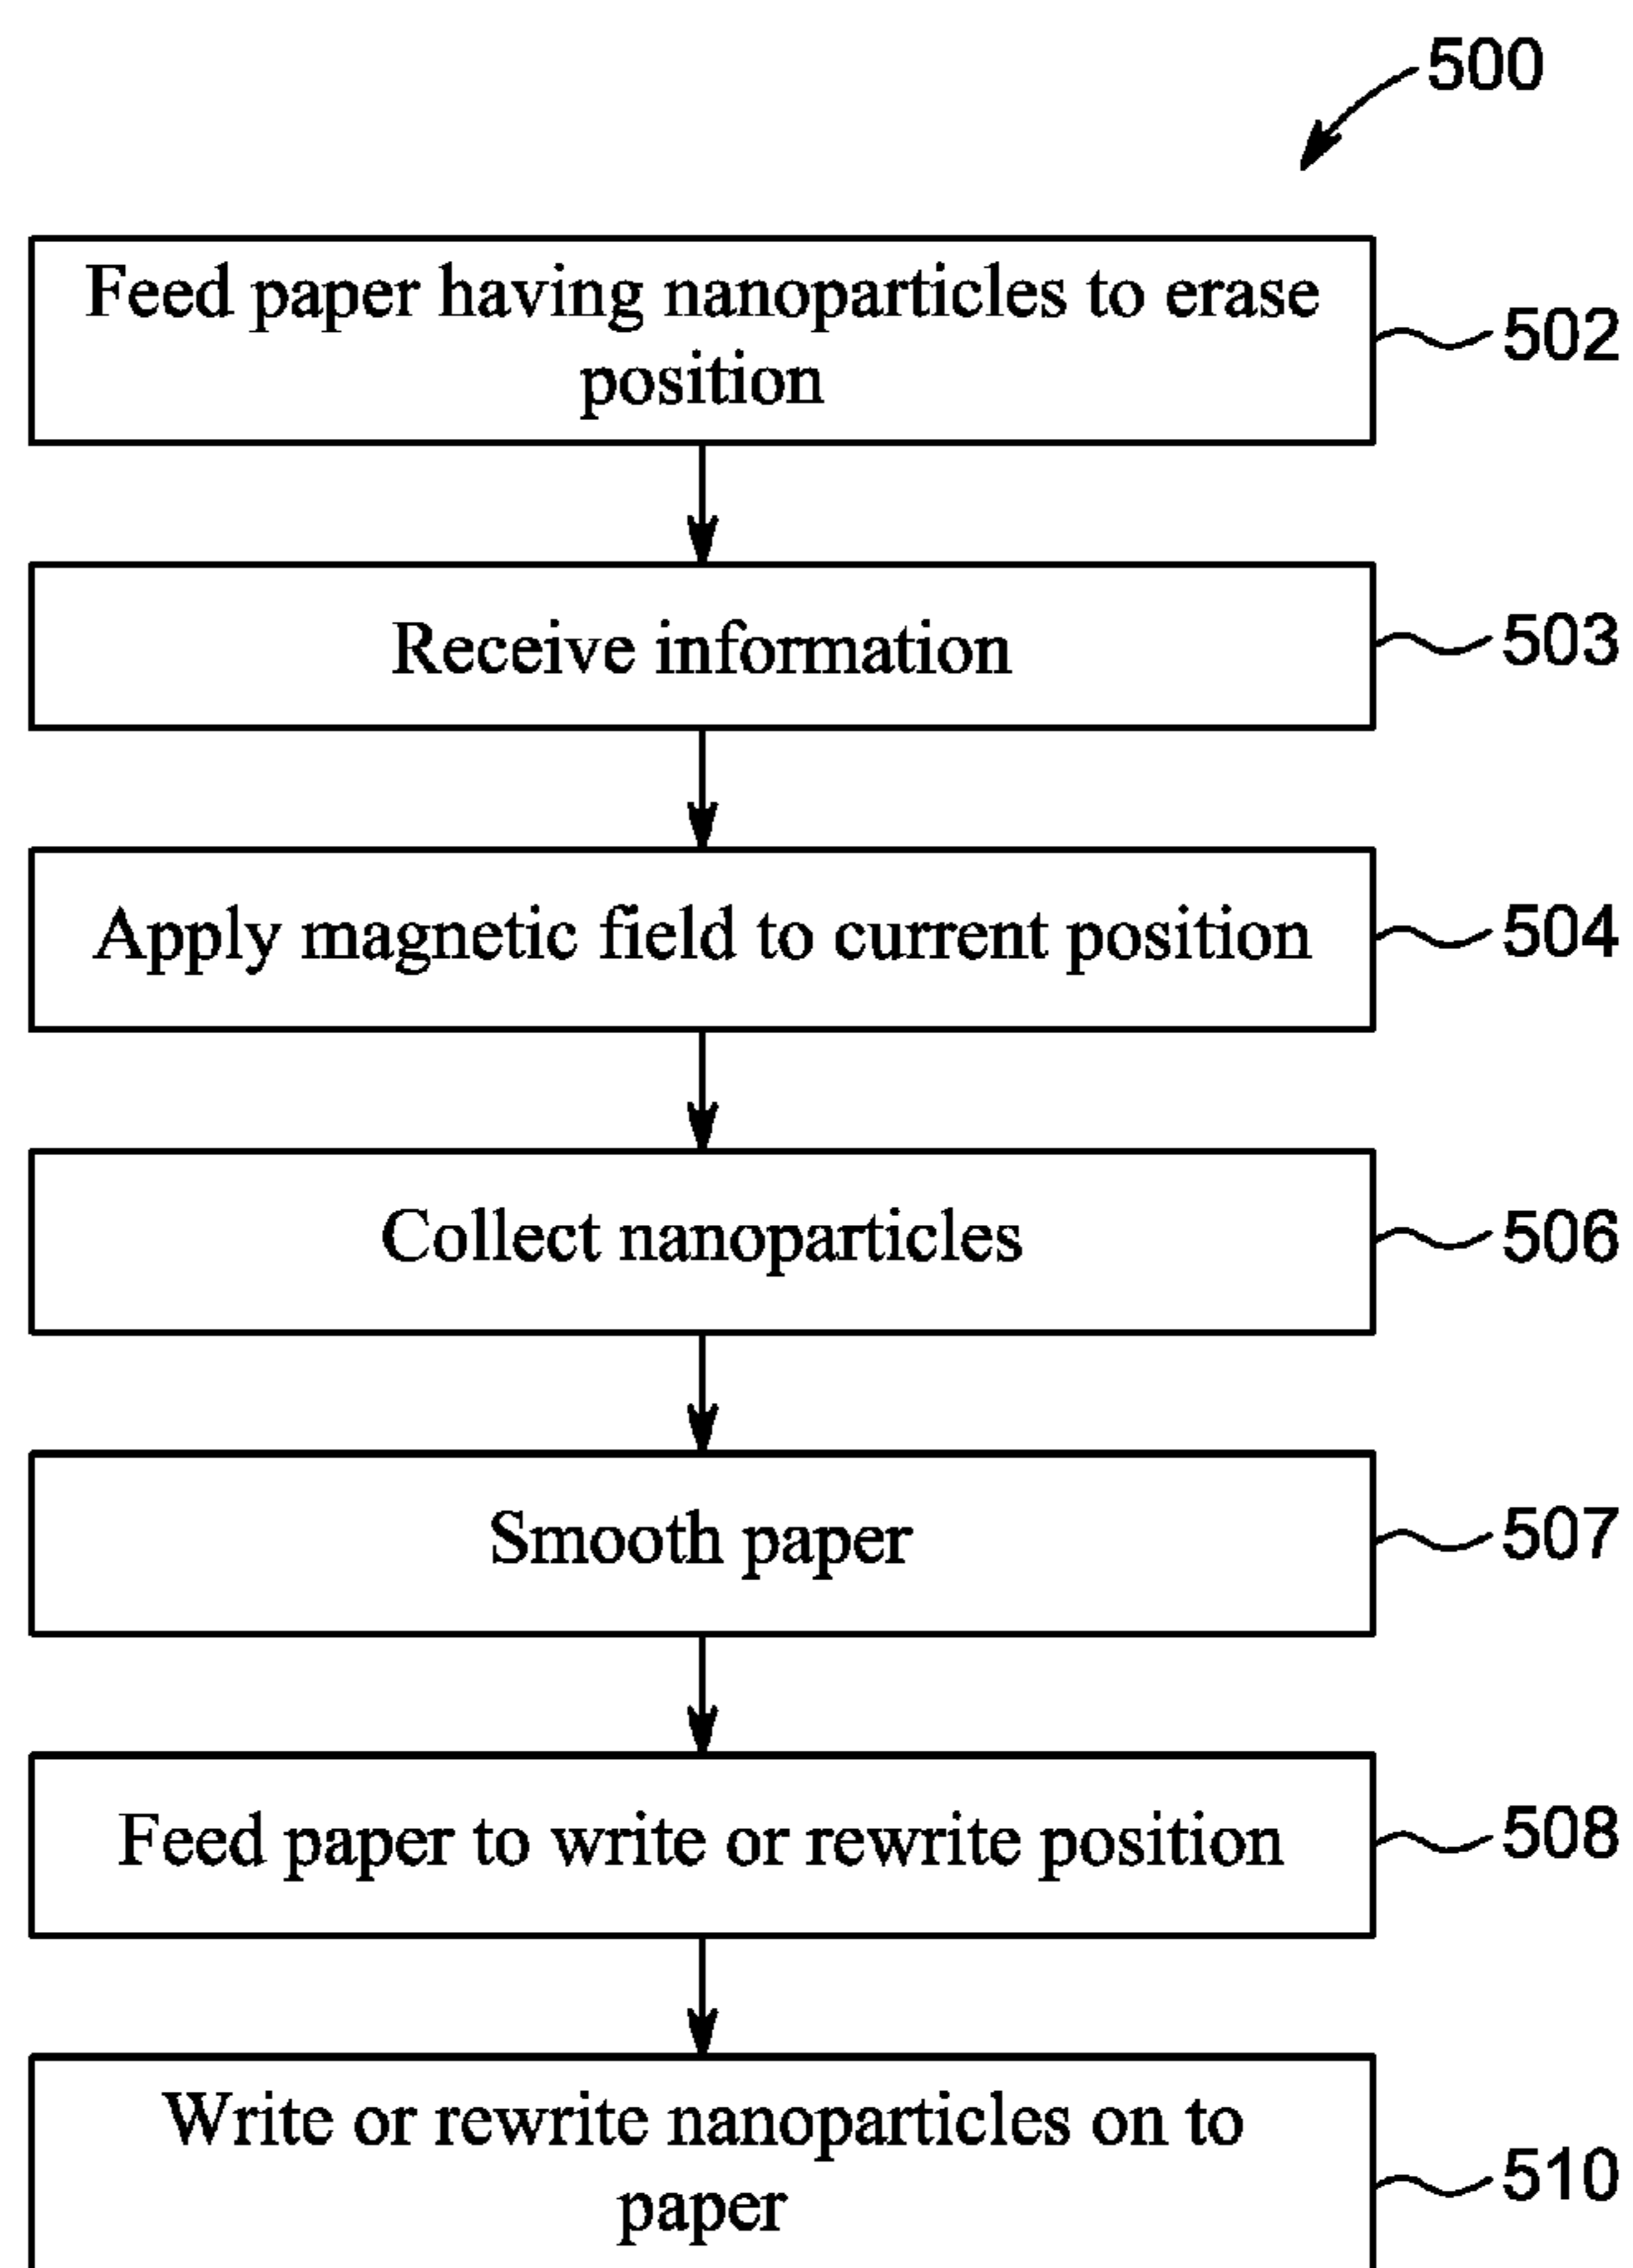 500
Feed paper having nanoparticles to erase
position
502
Receive information
503
Apply magnetic field to current position
504
Collect nanoparticles
506
Smooth paper
507
Feed paper to write or rewrite position
508
Write or rewrite nanoparticles on to
paper
510